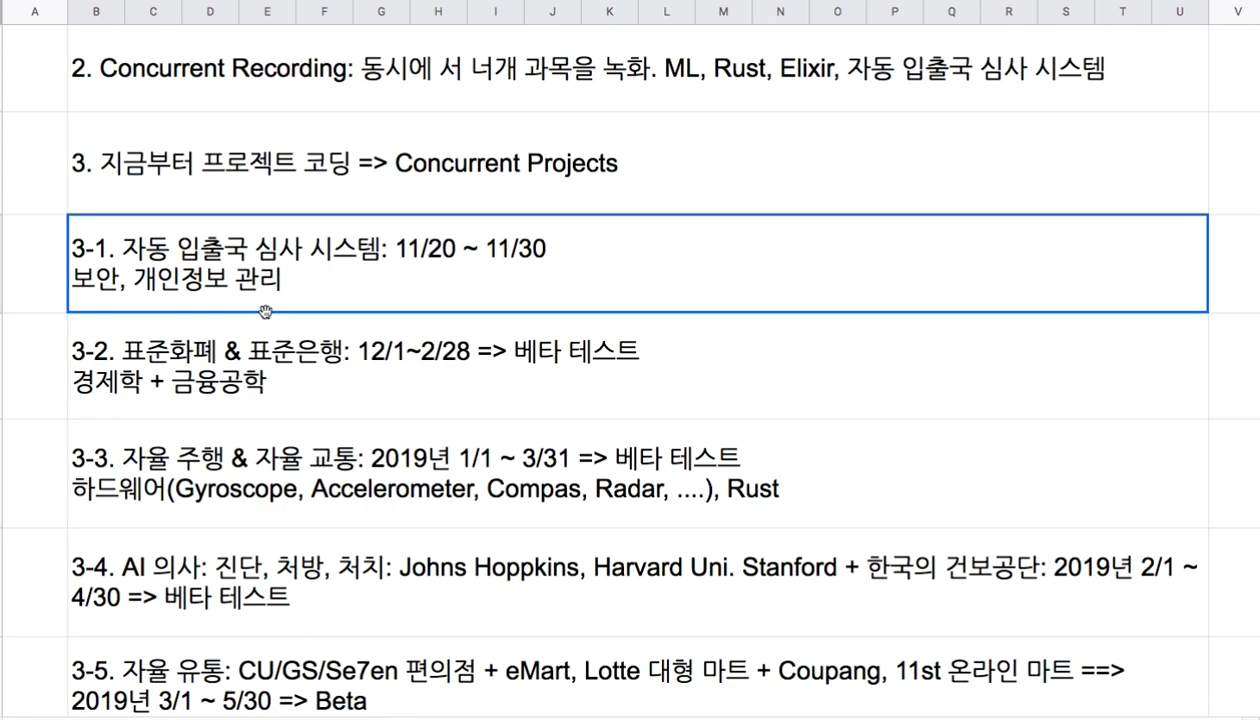 A B C D E F G H I J K L M N O P Q R S T U V
2. Concurrent Recording: 동시에 서 너개 과목을 녹화. ML, Rust, Elixir, 자동 입출국 심사 시스템
3. 지금부터 프로젝트 코딩 => Concurrent Projects
3-1. 자동 입출국 심사 시스템: 11/20 ~ 11/30
보안, 개인정보 관리
3-2. 표준화폐 & 표준은행: 12/1~2/28 => 베타 테스트
경제학 + 금융공학
3-3. 자율 주행 & 자율 교통: 2019년 1/1 ~ 3/31 => 베타 테스트
하드웨어(Gyroscope, Accelerometer, Compas, Radar, ....), Rust
3-4. AI 의사: 진단, 처방, 처치: Johns Hoppkins, Harvard Uni. Stanford + 한국의 건보공단: 2019년 2/1 ~
4/30 => 베타 테스트
3-5. 자율 유통: CU/GS/Se7en 편의점 + eMart, Lotte 대형 마트 + Coupang, 11st 온라인 마트 ==>
2019년 3/1 ~ 5/30 => Beta